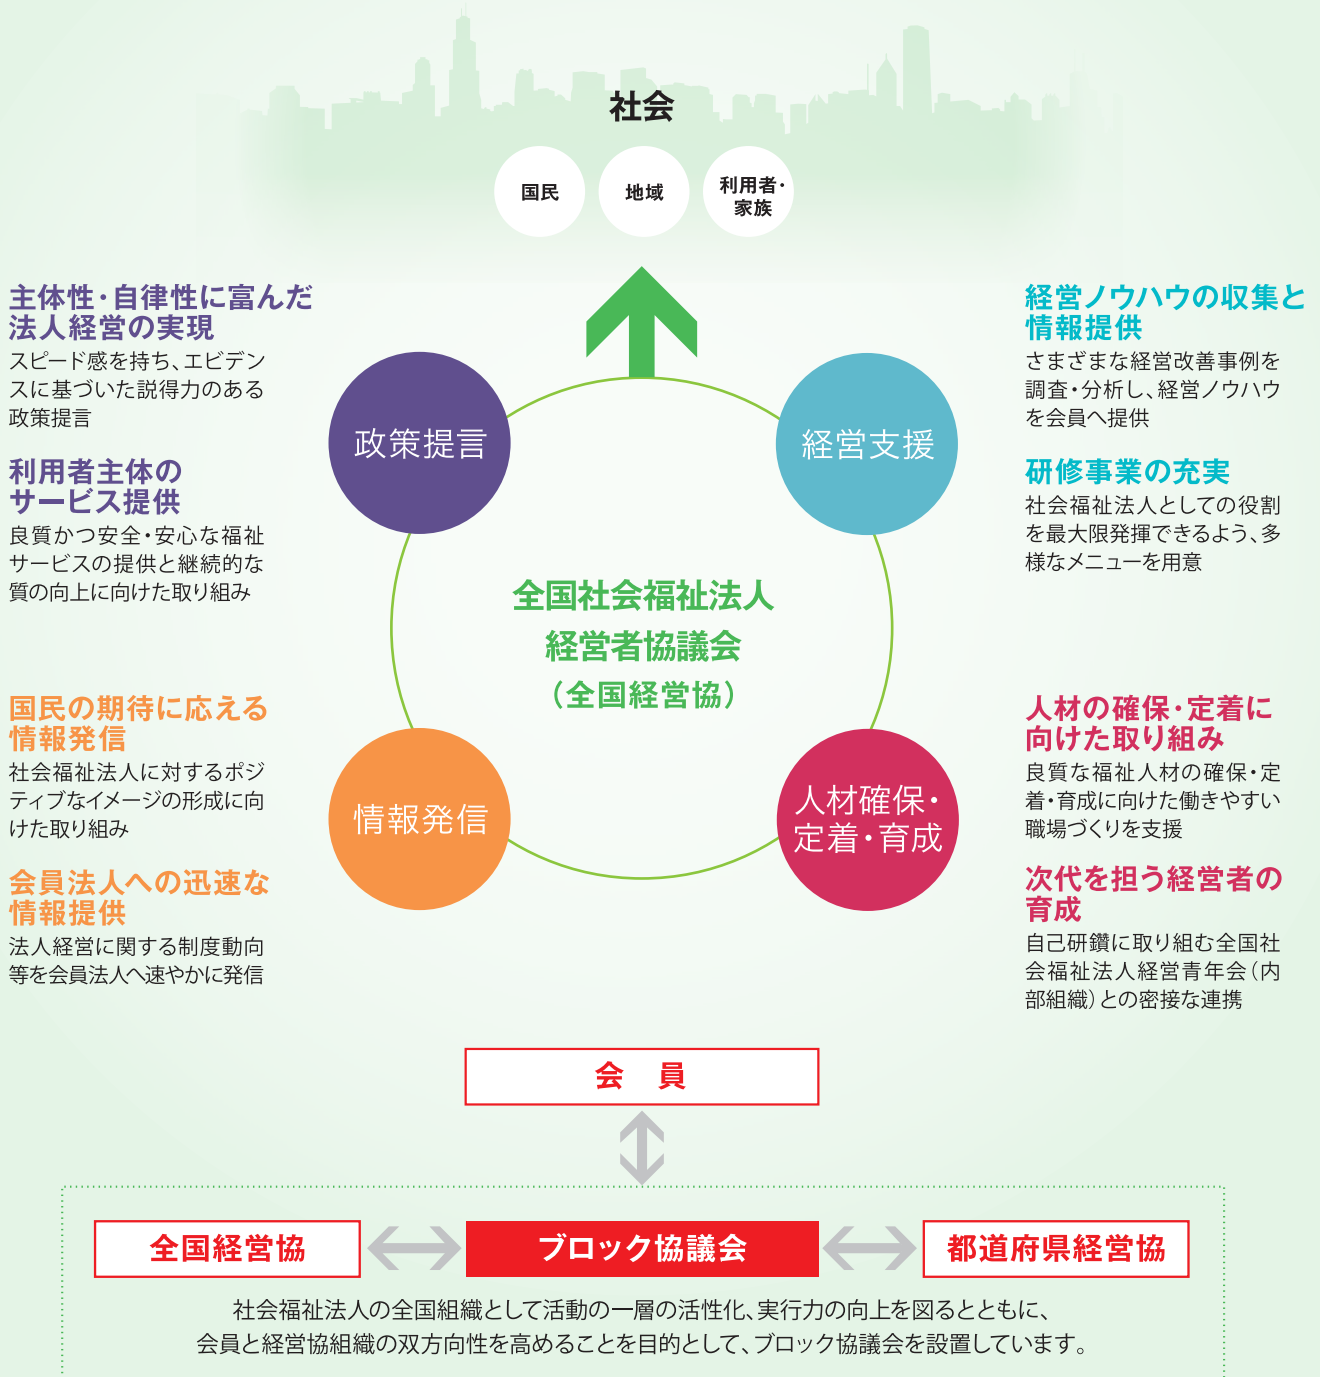 社会
国民
地域
利用者・
家族
主体性・自律性に富んだ
法人経営の実現
スピード感を持ち、エビデン
スに基づいた説得力のある
政策提言
利用者主体の
サービス提供
良質かつ安全・安心な福祉
サービスの提供と継続的な
質の向上に向けた取り組み
政策提言
経営支援
経営ノウハウの収集と
情報提供
さまざまな経営改善事例を
調査・分析し、経営ノウハウ
を会員へ提供
研修事業の充実
社会福祉法人としての役割
を最大限発揮できるよう、多
様なメニューを用意
全国社会福祉法人
経営者協議会
（全国経営協）
国民の期待に応える
情報発信
社会福祉法人に対するポジ
ティブなイメージの形成に向
けた取り組み
会員法人への迅速な
情報提供
法人経営に関する制度動向
等を会員法人へ速やかに発信
情報発信
人材確保・
定着・育成
人材の確保・定着に
向けた取り組み
良質な福祉人材の確保・定
着・育成に向けた働きやすい
職場づくりを支援
次代を担う経営者の
育成
自己研鑽に取り組む全国社
会福祉法人経営青年会（内
部組織）との密接な連携
会　員
全国経営協
ブロック協議会
都道府県経営協
社会福祉法人の全国組織として活動の一層の活性化、実行力の向上を図るとともに、
会員と経営協組織の双方向性を高めることを目的として、ブロック協議会を設置しています。